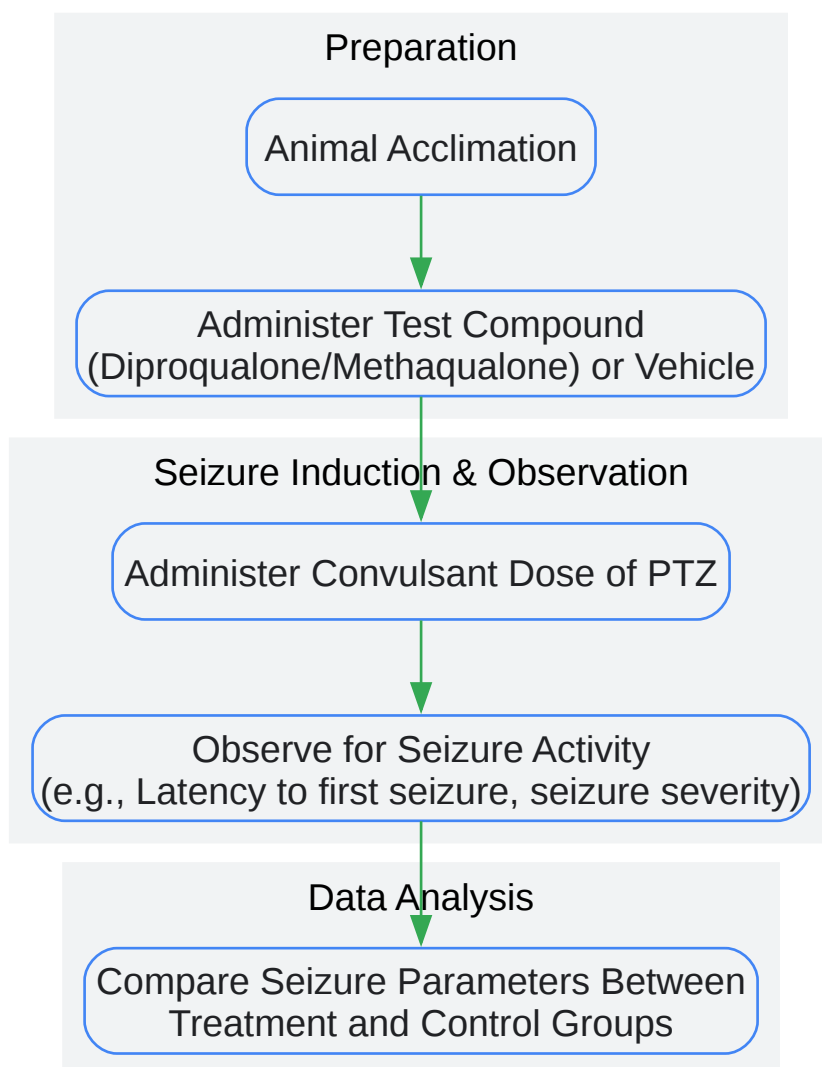 Preparation
Animal Acclimation
Administer Test Compound
(Diproqualone/Methaqualone) or Vehicle
Seizure Induction & Observation
Administer Convulsant Dose of PTZ
Observe for Seizure Activity
(e.g., Latency to first seizure, seizure severity)
Data Analysis
Compare Seizure Parameters Between
Treatment and Control Groups